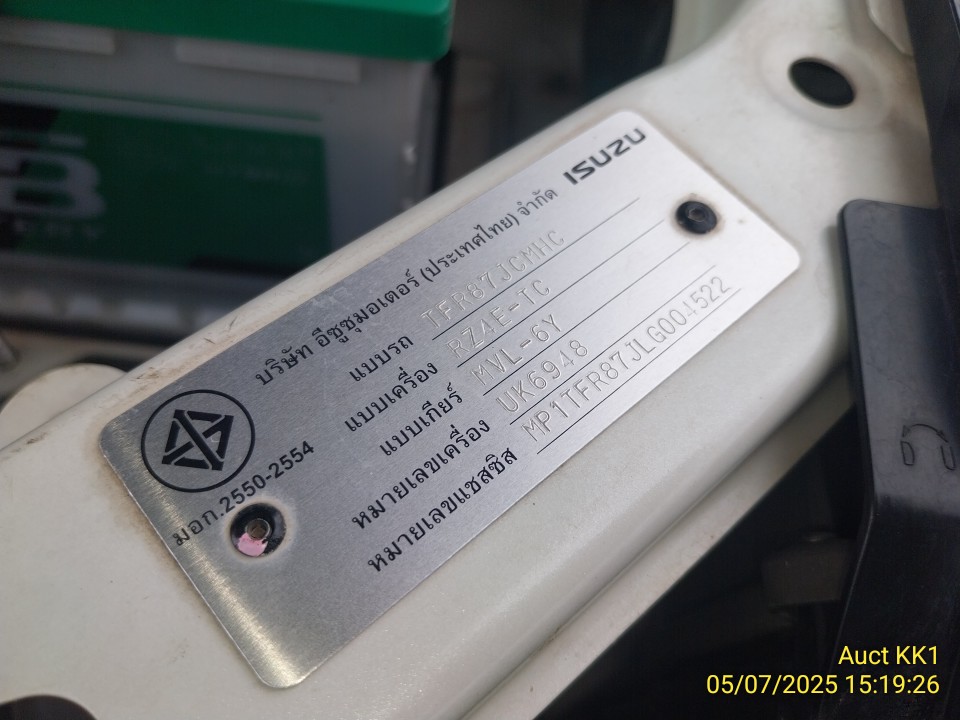 ISUZU
บริษัท อีซูซุมอเตอร์ (ประเทศไทย) จำกัด
แบบรถ TFR87JCMHC
แบบเครื่อง RZ4E-TC
แบบเกียร์ MVL-6Y
หมายเลขเครื่อง UK6948
หมายเลขแชสซิส MP1TFR87JLG004522
มอก.2550-2554
B
Auct KK1
05/07/2025 15:19:26